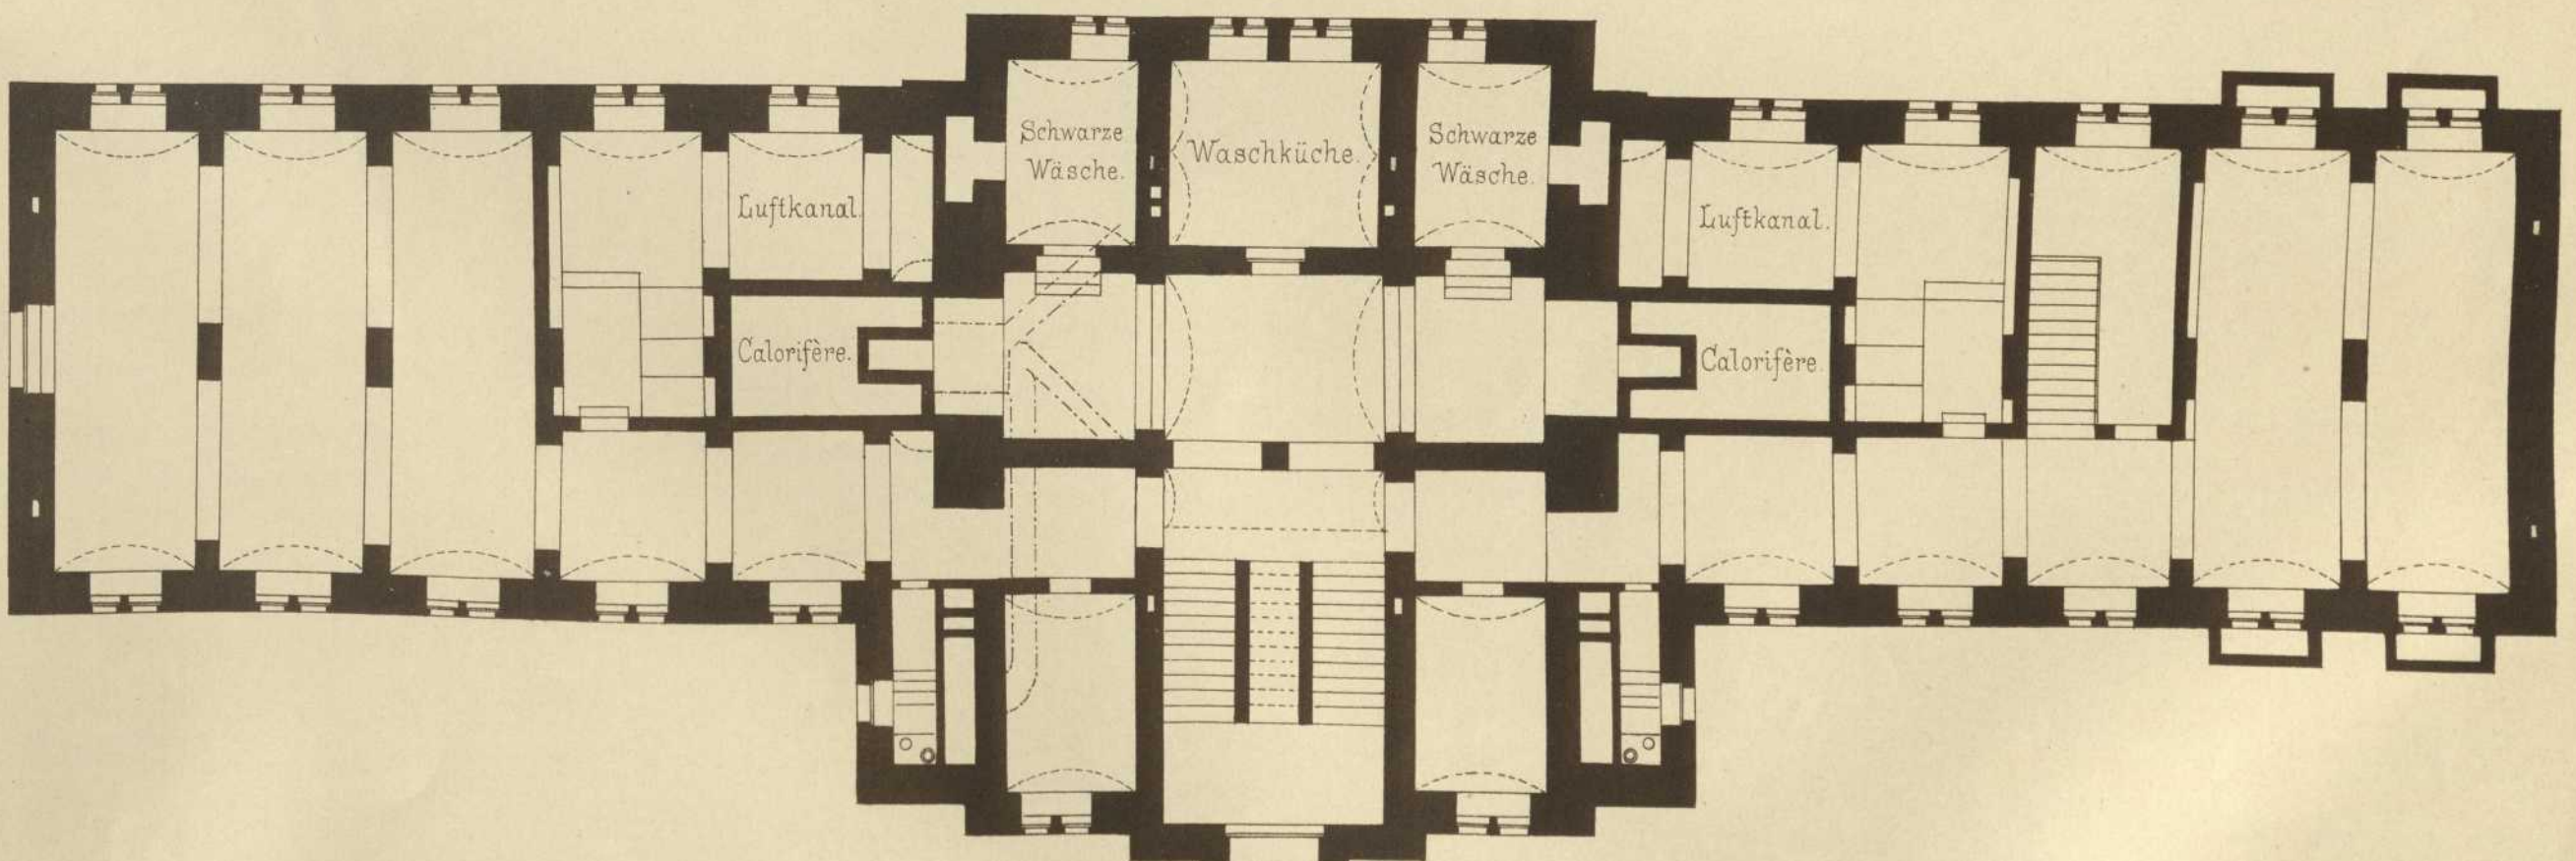 Schwarze
Wäsche.
Waschküche.
Schwarze
Wäsche.
Luftkanal.
Luftkanal.
Calorifère.
Calorifère.